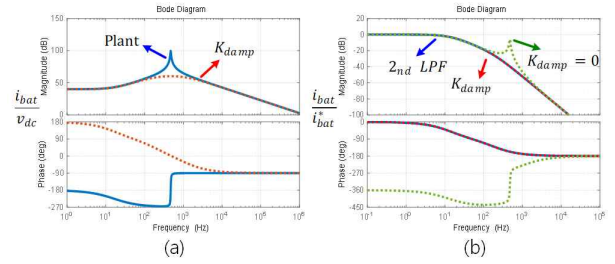 Bode Diagram
150
100
50
0
Magnitude (dB)
Plant
K_damp
i_bat
v_dc
180
90
0
-90
-180
-270
Phase (deg)
10^0 10^1 10^2 10^3 10^4 10^5 10^6
Frequency (Hz)
(a)
Bode Diagram
20
0
-20
-40
-60
-80
-100
Magnitude (dB)
2_nd LPF
K_damp
K_damp = 0
i_bat
i*_bat
0
-90
-180
-270
-360
-450
Phase (deg)
10^-1 10^0 10^1 10^2 10^3 10^4 10^5
Frequency (Hz)
(b)